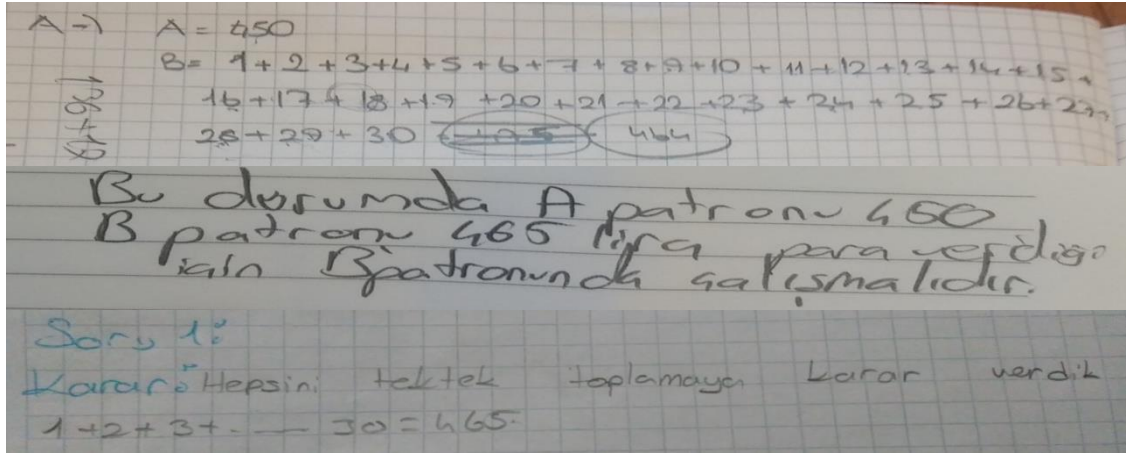 A →) A = 450
B= 1+2+3+4+5+6+7+8+9+10+11+12+13+14+15+
16+17+18+19+20+21+22+23+24+25+26+27+
28+29+30 464
Bu durumda A patronu 450
B patronu 465 lira para verdiği
için B patronunda çalışmalıdır.
Soru 1:
Karar: Hepsini tek tek toplamaya karar verdik
1+2+3+ .... 30 = 465.